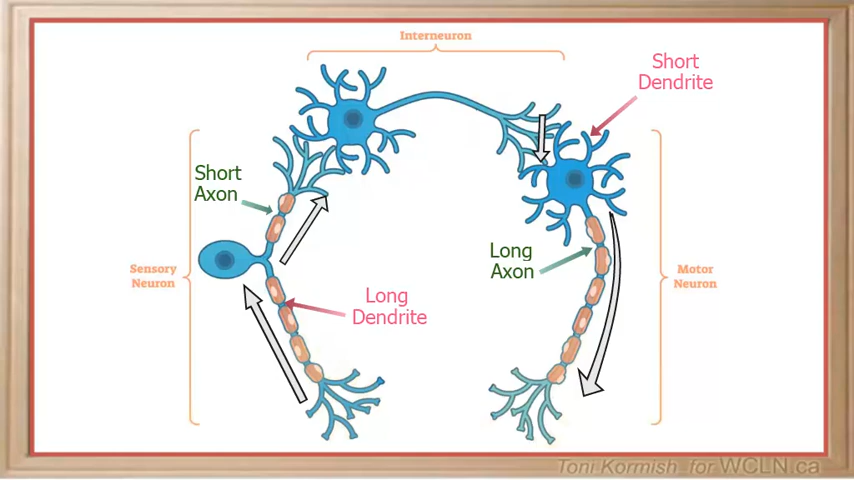 Interneuron
Short
Dendrite
Short
Axon
Long
Axon
Sensory
Neuron
Motor
Neuron
Long
Dendrite
Toni Kormish for WCLN.ca